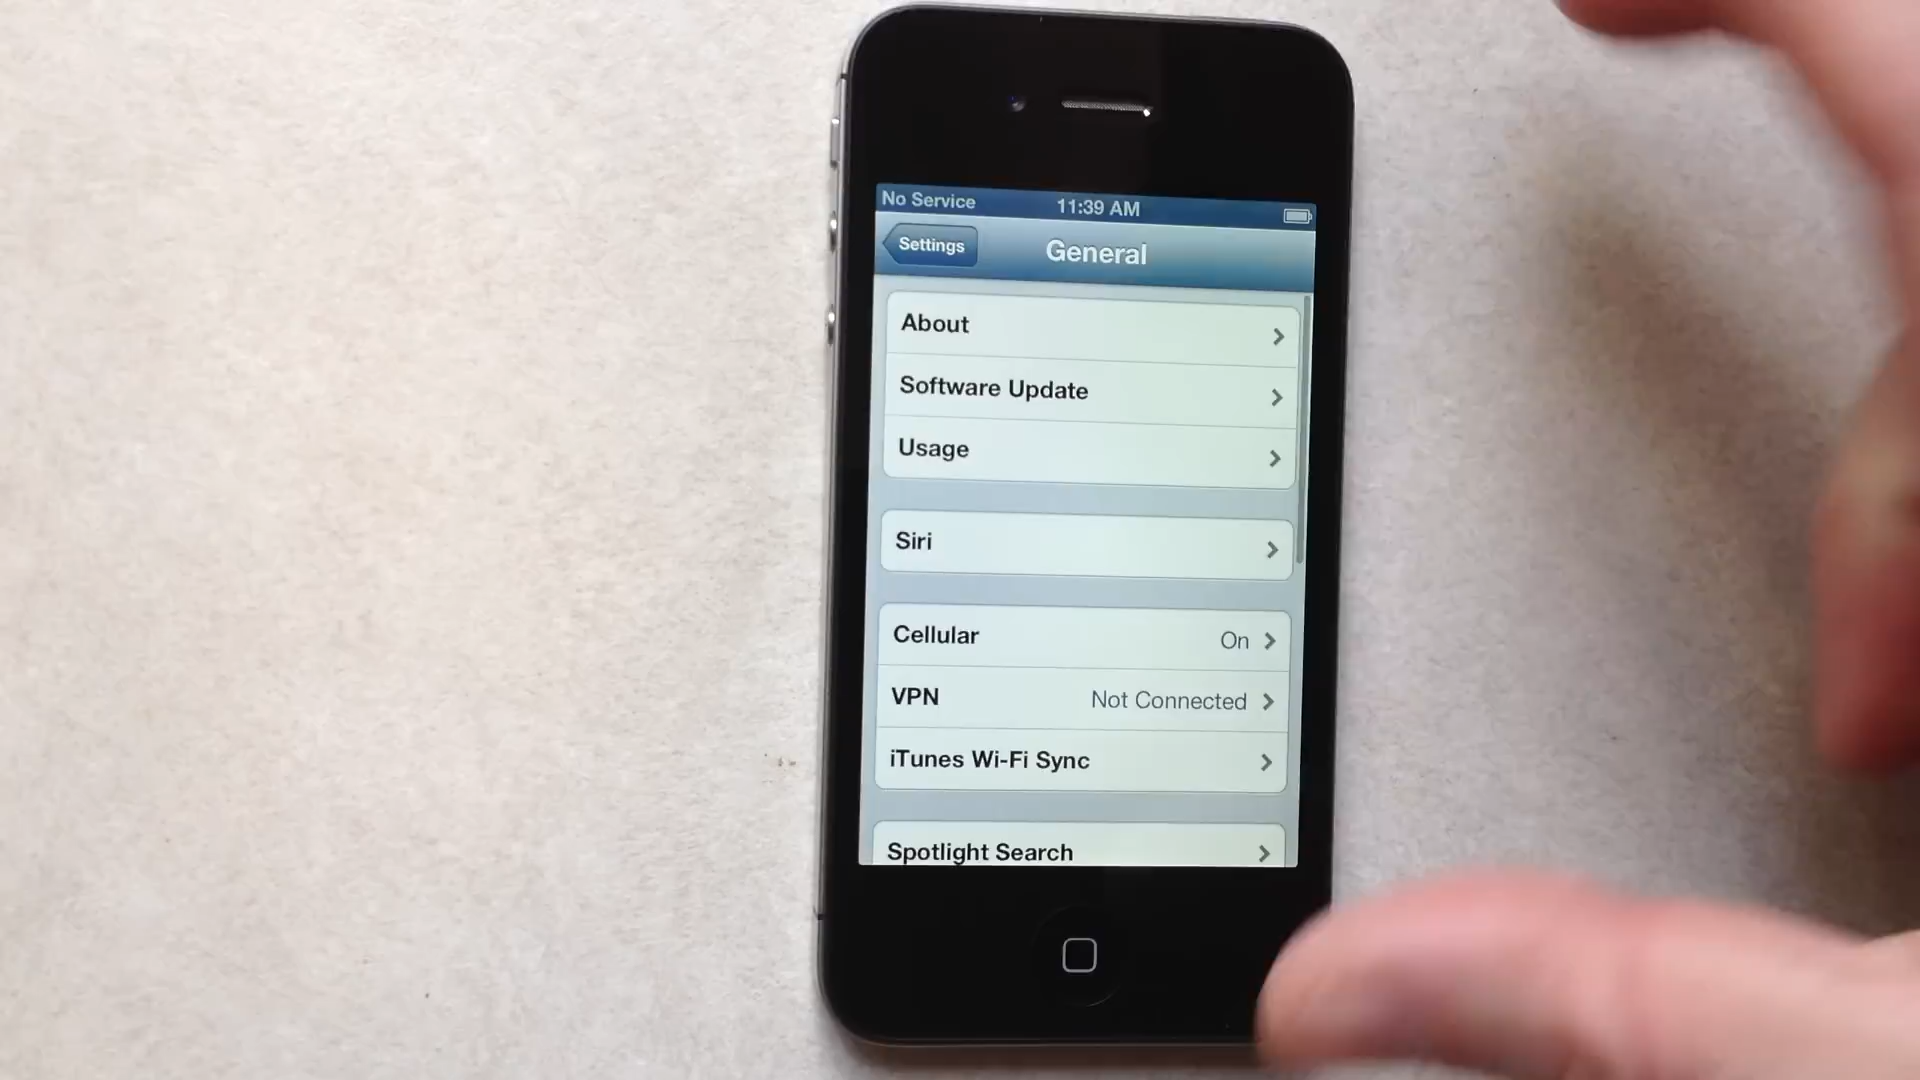 No Service 11:39 AM
Settings General
About
Software Update
Usage
Siri
Cellular On
VPN Not Connected
iTunes Wi-Fi Sync
Spotlight Search